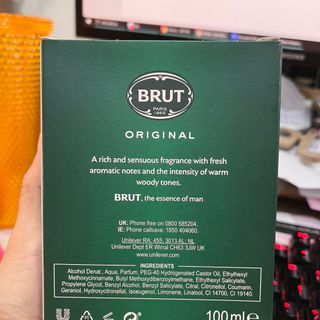 BRUT
PARIS
1968
ORIGINAL
A rich and sensuous fragrance with fresh
aromatic notes and the intensity of warm
woody tones.
BRUT, the essence of man
UK: Phone free on 0800 585204.
IE: Phone callsave: 1850 404060.
Unilever RA: 455, 3013 AL; NL
Unilever Dept ER Wirral CH63 3JW UK
www.unilever.com
INGREDIENTS
Alcohol Denat., Aqua, Parfum, PEG-40 Hydrogenated Castor Oil, Ethylhexyl
Methoxycinnamate, Butyl Methoxydibenzoylmethane, Ethylhexyl Salicylate,
Propylene Glycol, Benzyl Alcohol, Benzyl Salicylate, Citral, Citronellol, Coumarin,
Geraniol, Hydroxycitronellal, Isoeugenol, Limonene, Linalool, CI 14700, CI 19140.
100ml e